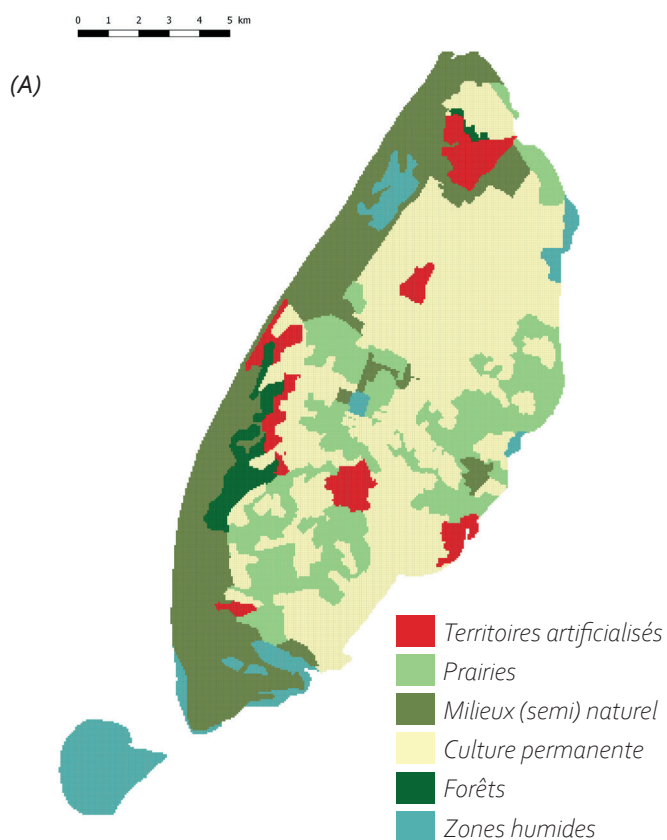 0 1 2 3 4 5 km
(A)
Territoires artificialisés
Prairies
Milieux (semi) naturel
Culture permanente
Forêts
Zones humides